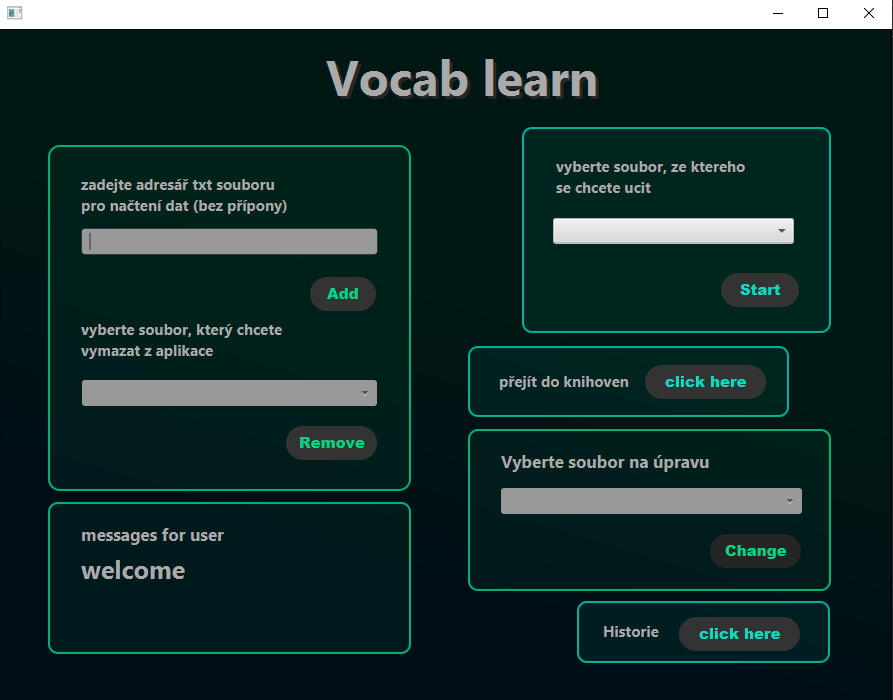 Vocab learn
zadejte adresář txt souboru
pro načtení dat (bez přípony)
Add
vyberte soubor, který chcete
vymazat z aplikace
Remove
messages for user
welcome
vyberte soubor, ze ktereho
se chcete ucit
Start
přejít do knihoven click here
Vyberte soubor na úpravu
Change
Historie click here